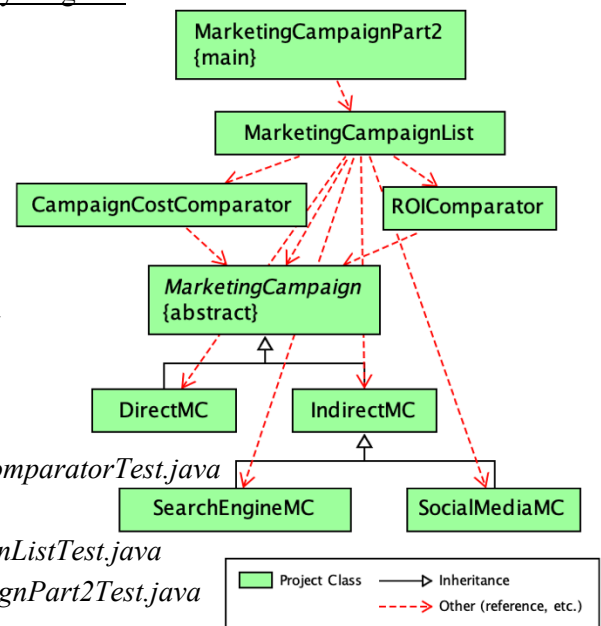 MarketingCampaignPart2
{main}
MarketingCampaignList
CampaignCostComparator
ROIComparator
MarketingCampaign
{abstract}
DirectMC
IndirectMC
omparatorTest.java
SearchEngineMC
SocialMediaMC
nListTest.java
gnPart2Test.java
Project Class
Inheritance
Other (reference, etc.)